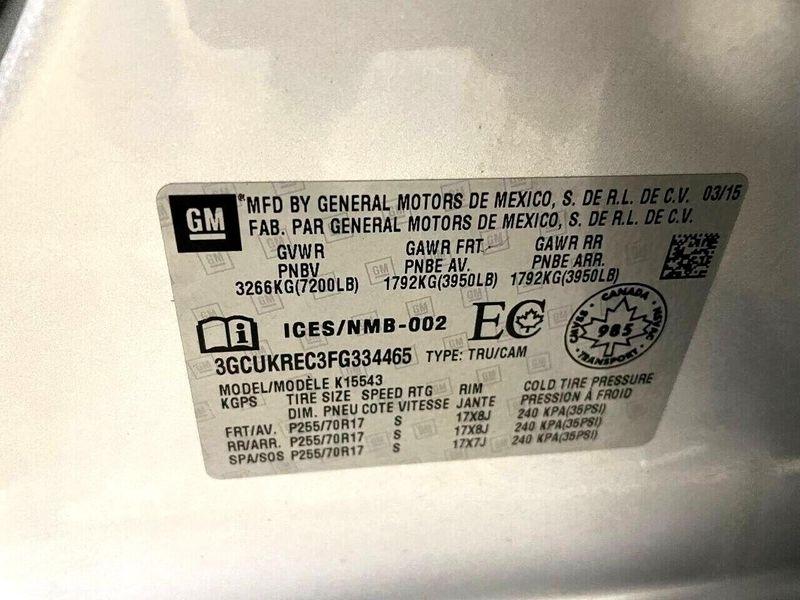 GM
MFD BY GENERAL MOTORS DE MEXICO, S. DE R.L. DE C.V. 03/15
FAB. PAR GENERAL MOTORS DE MEXICO, S. DE R.L. DE C.V.
GVWR GAWR FRT GAWR RR
PNBV PNBE AV. PNBE ARR.
3266KG(7200LB) 1792KG(3950LB) 1792KG(3950LB)
i ICES/NMB-002 EC
CANADA
CMVSS 985 NSVAC
TRANSPORT
3GCUKREC3FG334465 TYPE: TRU/CAM
MODEL/MODÈLE K15543
KGPS TIRE SIZE SPEED RTG RIM COLD TIRE PRESSURE
DIM. PNEU COTE VITESSE JANTE PRESSION À FROID
FRT/AV. P255/70R17 S 17X8J 240 KPA(35PSI)
RR/ARR. P255/70R17 S 17X8J 240 KPA(35PSI)
SPA/SOS P255/70R17 S 17X7J 240 KPA(35PSI)